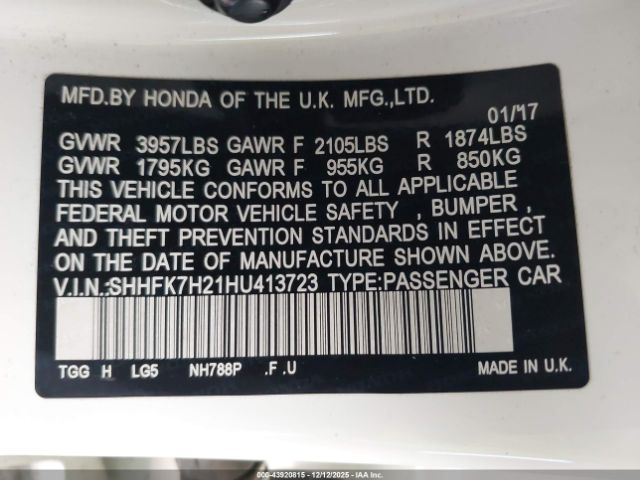 MFD.BY HONDA OF THE U.K. MFG.,LTD.
01/'17
GVWR 3957LBS GAWR F 2105LBS R 1874LBS
GVWR 1795KG GAWR F 955KG R 850KG
THIS VEHICLE CONFORMS TO ALL APPLICABLE
FEDERAL MOTOR VEHICLE SAFETY , BUMPER ,
AND THEFT PREVENTION STANDARDS IN EFFECT
ON THE DATE OF MANUFACTURE SHOWN ABOVE.
V.I.N.:SHHFK7H21HU413723 TYPE:PASSENGER CAR
TGG H LG5 NH788P .F .U MADE IN U.K.
000-43920815 - 12/12/2025 - COPYRIGHT IAA